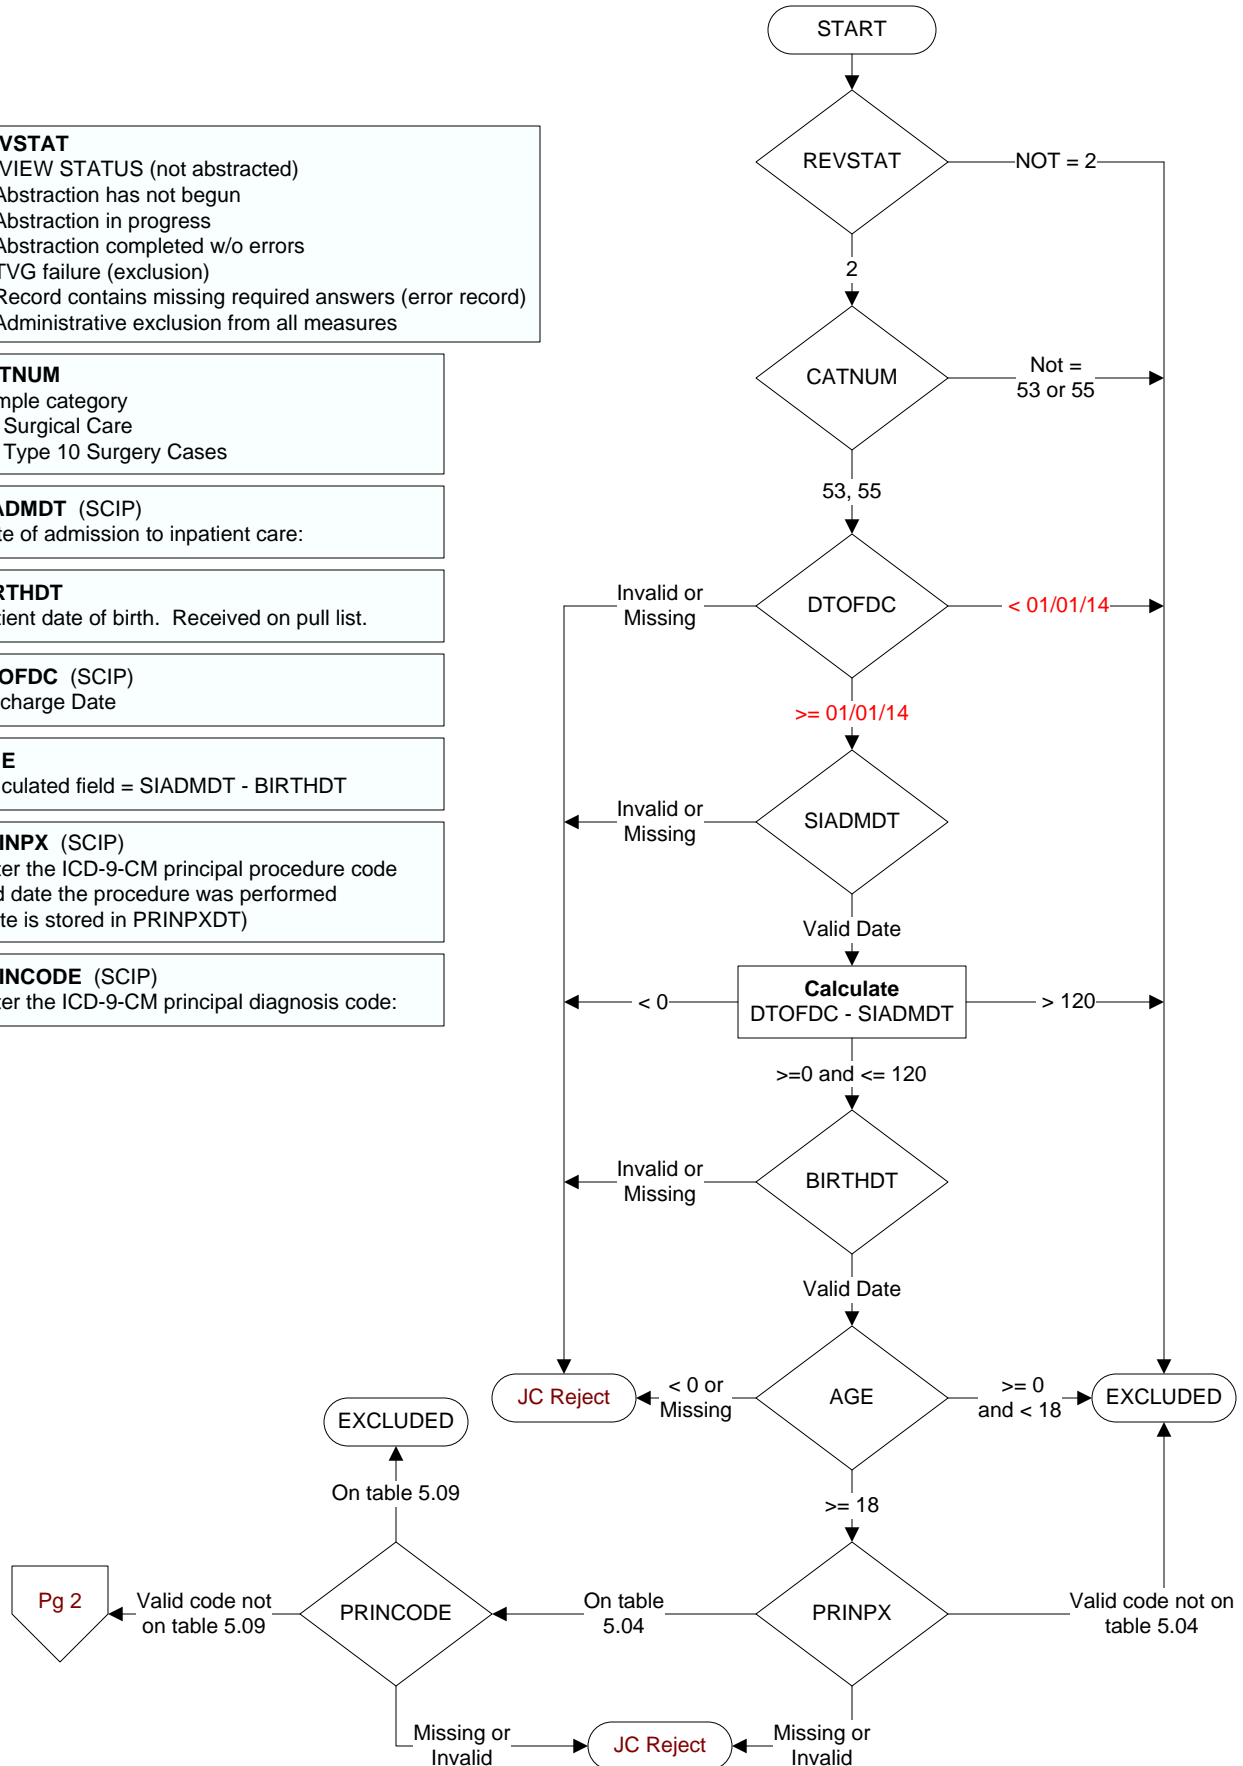 START
REVSTAT
NOT = 2
2
CATNUM
Not =
53 or 55
53, 55
DTOFDC
Invalid or
Missing
< 01/01/14
>= 01/01/14
SIADMDT
Invalid or
Missing
Valid Date
Calculate
DTOFDC - SIADMDT
< 0
> 120
>=0 and <= 120
BIRTHDT
Invalid or
Missing
Valid Date
AGE
< 0 or
Missing
JC Reject
>= 0
and < 18
EXCLUDED
>= 18
PRINPX
On table
5.04
Valid code not on
table 5.04
Missing or
Invalid
JC Reject
PRINCODE
On table 5.09
EXCLUDED
Valid code not
on table 5.09
Pg 2
Missing or
Invalid
VSTAT
VIEW STATUS (not abstracted)
Abstraction has not begun
Abstraction in progress
Abstraction completed w/o errors
TVG failure (exclusion)
Record contains missing required answers (error record)
Administrative exclusion from all measures
TNUM
mple category
Surgical Care
Type 10 Surgery Cases
ADMDT (SCIP)
te of admission to inpatient care:
RTHDT
tient date of birth. Received on pull list.
OFDC (SCIP)
charge Date
E
lculated field = SIADMDT - BIRTHDT
INPX (SCIP)
ter the ICD-9-CM principal procedure code
d date the procedure was performed
te is stored in PRINPXDT)
INCODE (SCIP)
ter the ICD-9-CM principal diagnosis code: